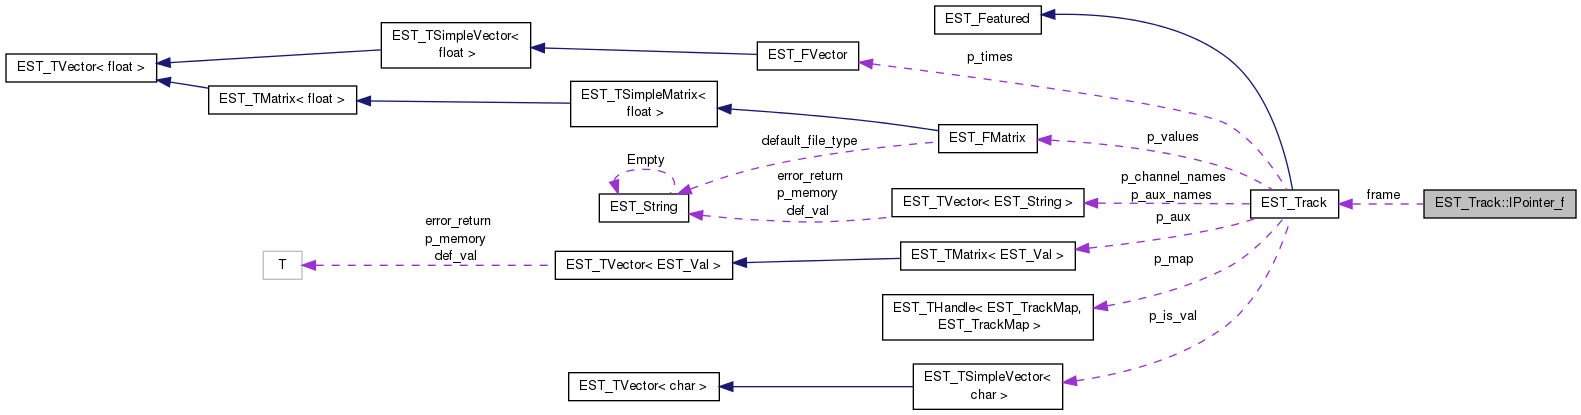 EST_Featured
EST_TSimpleVector<
float >
EST_TVector< float >
EST_FVector
p_times
EST_TMatrix< float >
EST_TSimpleMatrix<
float >
EST_FMatrix
p_values
default_file_type
Empty
EST_String
error_return
p_memory
def_val
EST_TVector< EST_String >
p_channel_names
p_aux_names
EST_Track
frame
EST_Track::IPointer_f
p_aux
error_return
p_memory
def_val
T
EST_TVector< EST_Val >
EST_TMatrix< EST_Val >
p_map
EST_THandle< EST_TrackMap,
EST_TrackMap >
p_is_val
EST_TVector< char >
EST_TSimpleVector<
char >